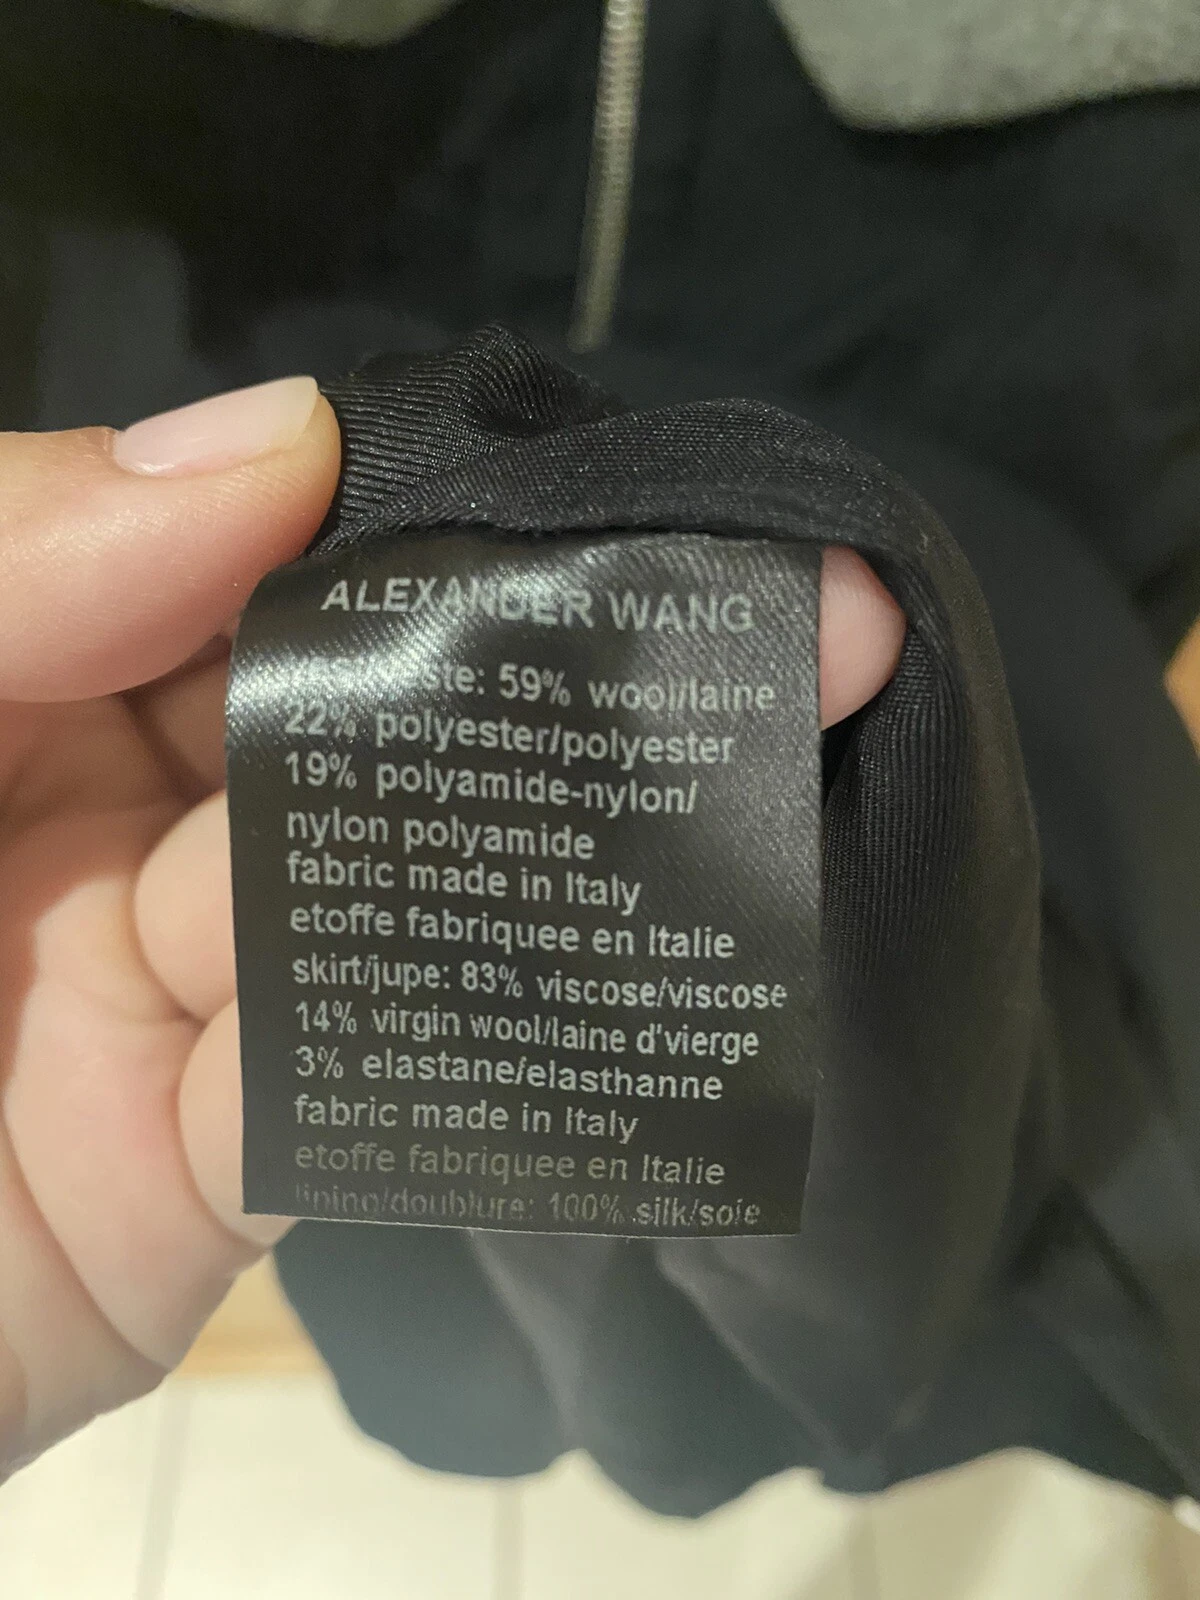 ALEXANDER WANG
59% wool/laine
22% polyester/polyester
19% polyamide-nylon/
nylon polyamide
fabric made in Italy
etoffe fabriquee en Italie
skirt/jupe: 83% viscose/viscose
14% virgin wool/laine d'vierge
3% elastane/elasthanne
fabric made in Italy
etoffe fabriquee en Italie
lining/doublure: 100% silk/soie